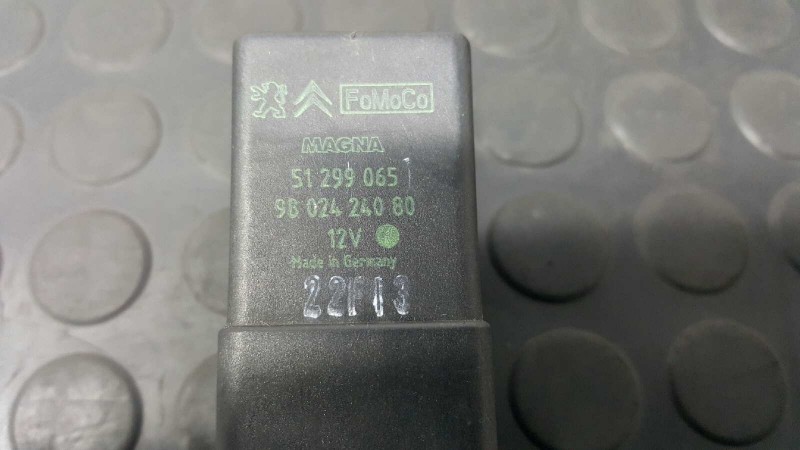 FoMoCo
MAGNA
51 299 065
98 024 240 80
12V
Made in Germany
22F13